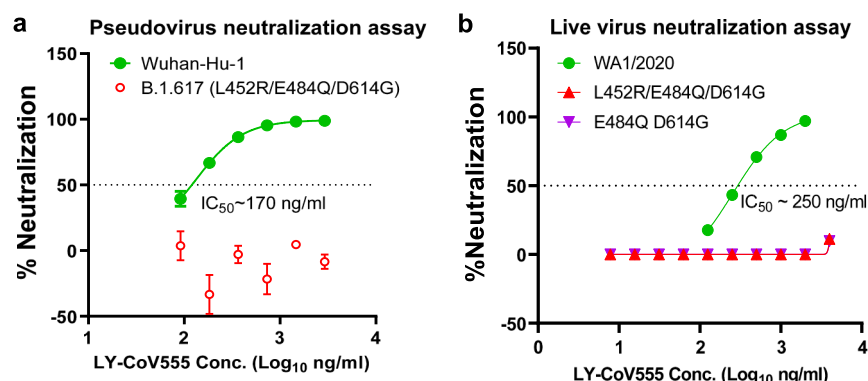 a
Pseudovirus neutralization assay
Wuhan-Hu-1
B.1.617 (L452R/E484Q/D614G)
% Neutralization
150
100
50
0
-50
IC50~170 ng/ml
1
2
3
4
LY-CoV555 Conc. (Log10 ng/ml)
b
Live virus neutralization assay
WA1/2020
L452R/E484Q/D614G
E484Q D614G
%Neutralization
150
100
50
0
-50
IC50 ~ 250 ng/ml
0
1
2
3
4
LY-CoV555 Conc. (Log10 ng/ml)